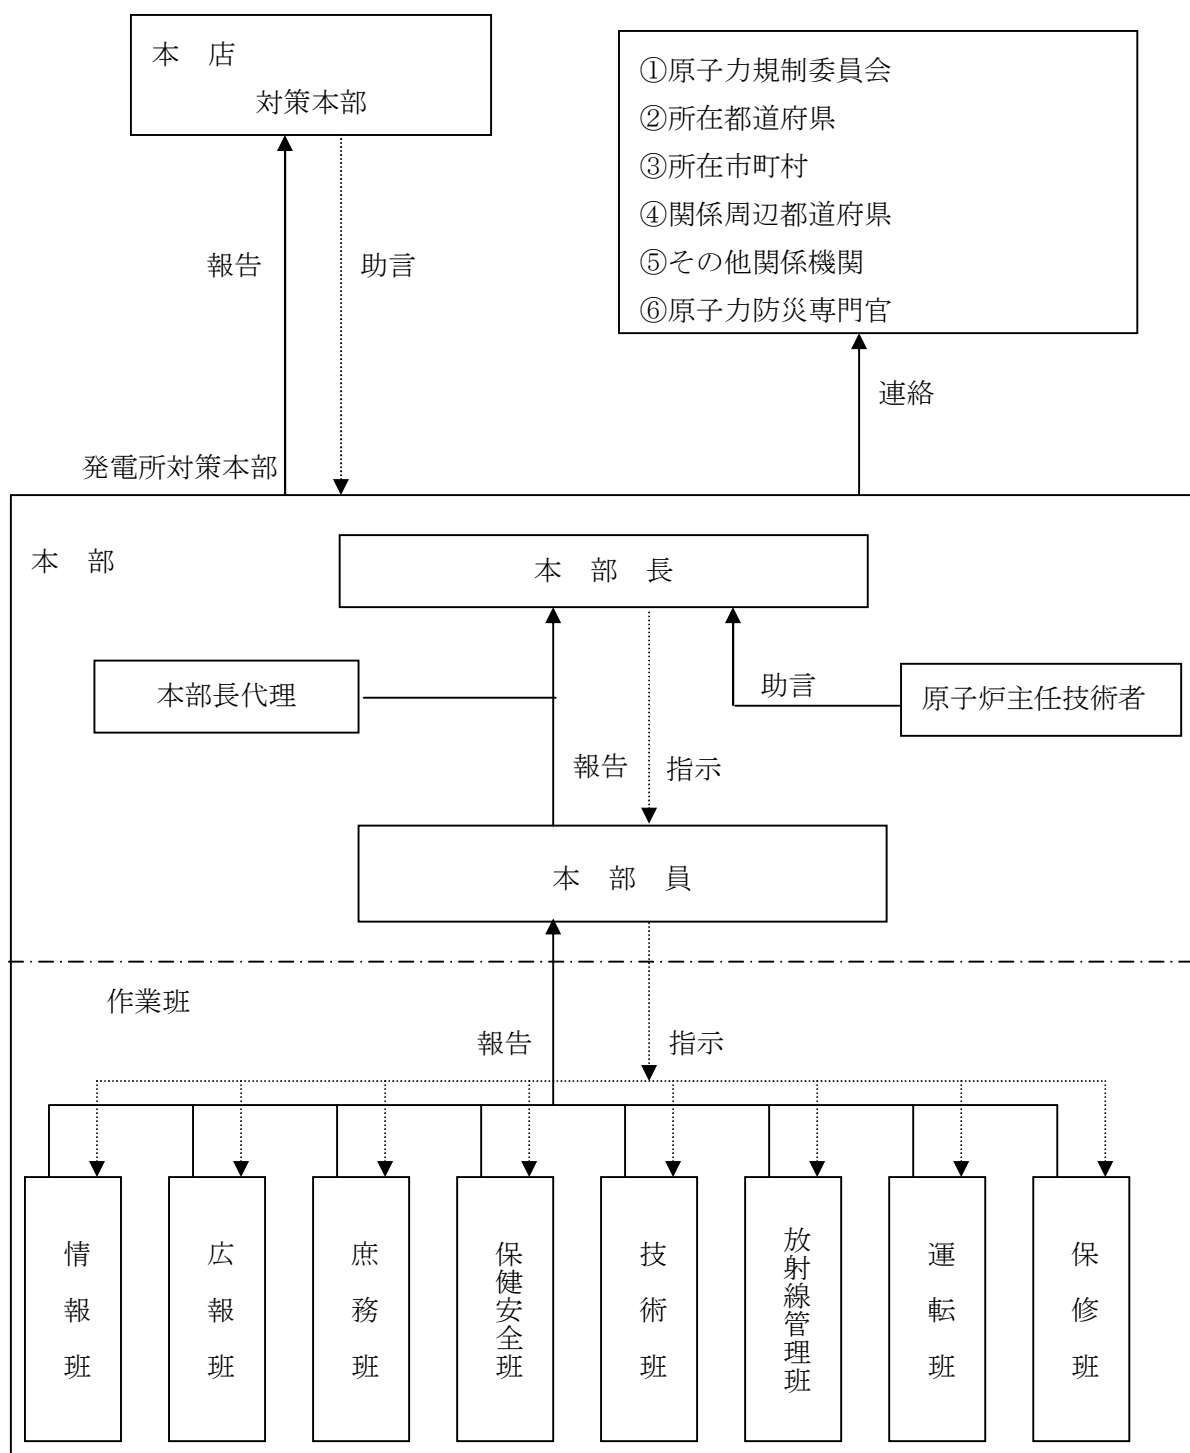 本　店
対策本部
①原子力規制委員会
②所在都道府県
③所在市町村
④関係周辺都道府県
⑤その他関係機関
⑥原子力防災専門官
報告
助言
連絡
発電所対策本部
本　部
本　部　長
本部長代理
助言
原子炉主任技術者
報告
指示
本　部　員
作業班
報告
指示
情報班
広報班
庶務班
保健安全班
技術班
放射線管理班
運転班
保修班